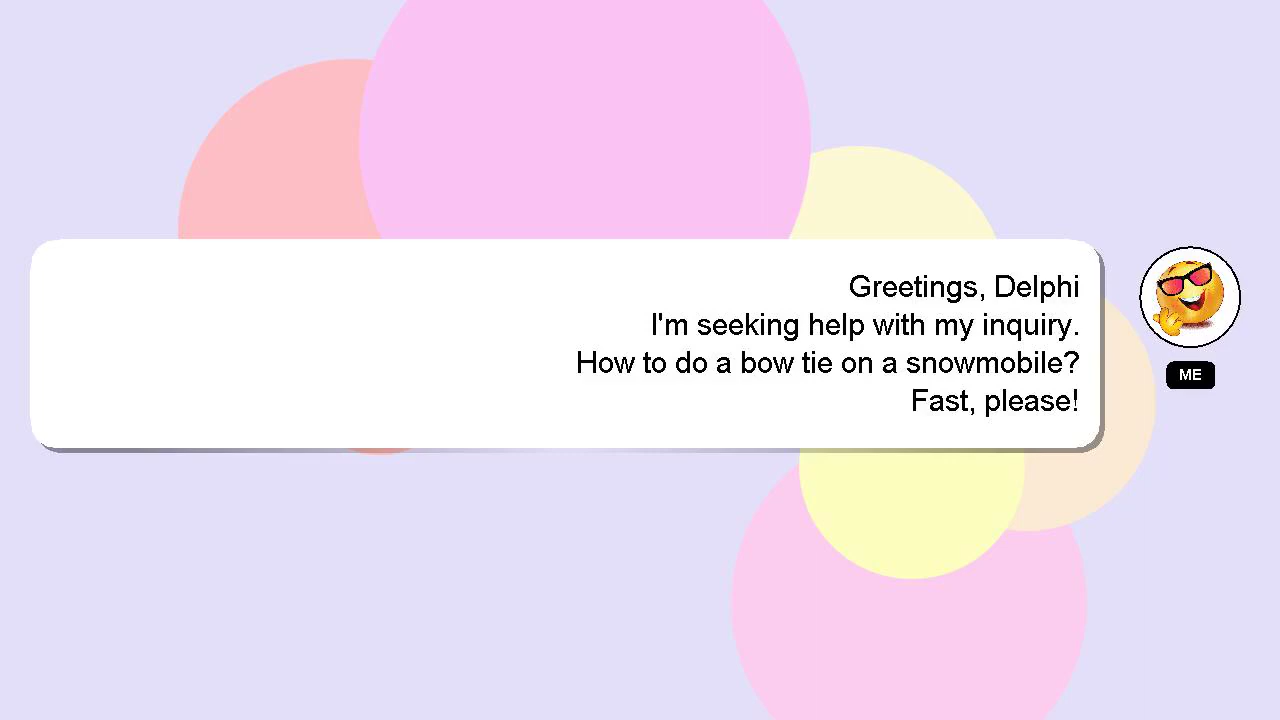 Greetings, Delphi
I'm seeking help with my inquiry.
How to do a bow tie on a snowmobile?
Fast, please!
ME